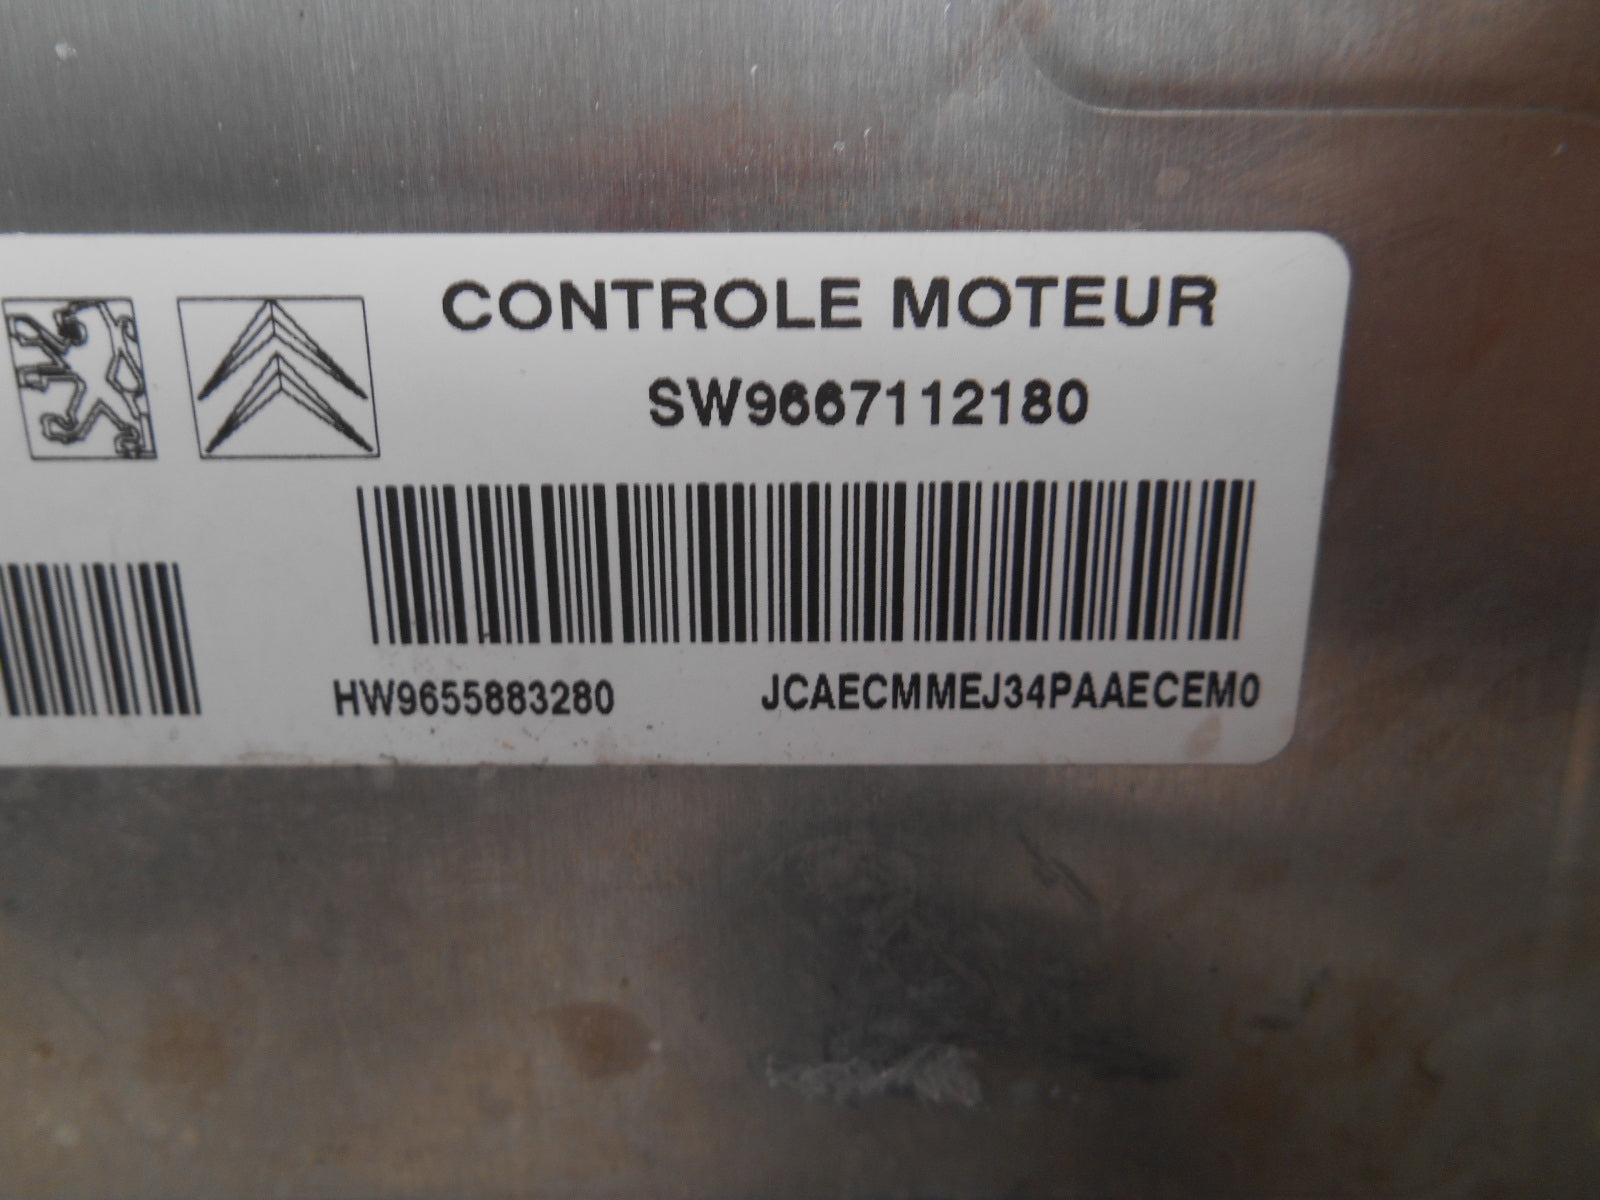 CONTROLE MOTEUR
SW9667112180
HW9655883280 JCAECMMEJ34PAAECEM0